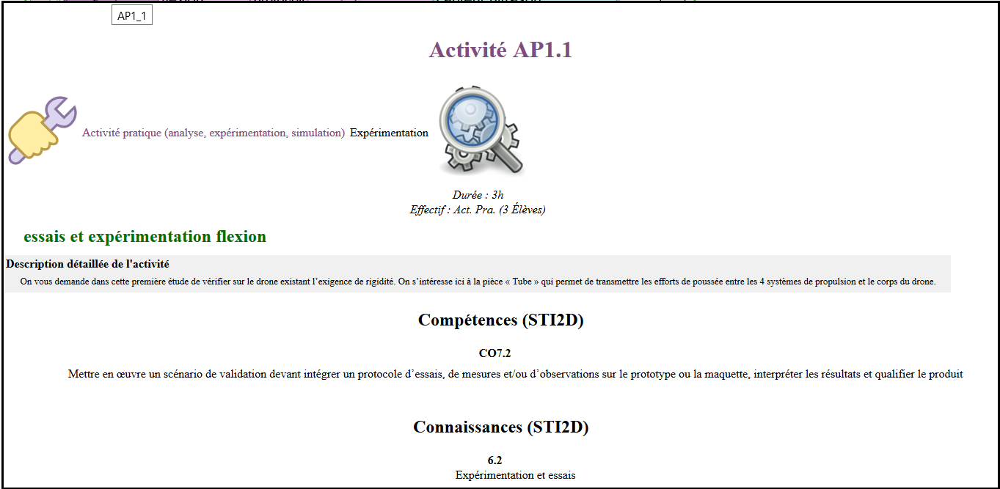 AP1_1
Activité AP1.1
Activité pratique (analyse, expérimentation, simulation) Expérimentation
Durée : 3h
Effectif : Act. Pra. (3 Élèves)
essais et expérimentation flexion
Description détaillée de l'activité
On vous demande dans cette première étude de vérifier sur le drone existant l’exigence de rigidité. On s’intéresse ici à la pièce « Tube » qui permet de transmettre les efforts de poussée entre les 4 systèmes de propulsion et le corps du drone.
Compétences (STI2D)
CO7.2
Mettre en œuvre un scénario de validation devant intégrer un protocole d’essais, de mesures et/ou d’observations sur le prototype ou la maquette, interpréter les résultats et qualifier le produit
Connaissances (STI2D)
6.2
Expérimentation et essais